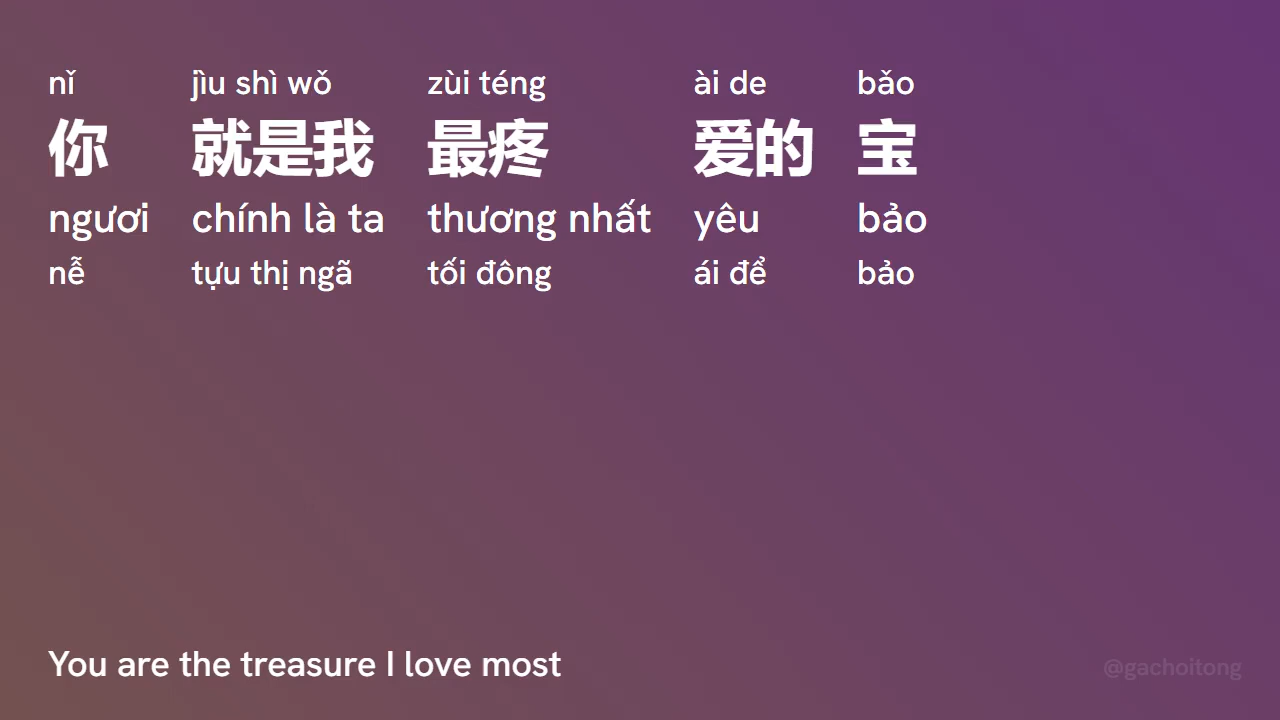 nǐ jìu shì wǒ zùi téng ài de bǎo
你 就是我 最疼 爱的 宝
ngươi chính là ta thương nhất yêu bảo
nễ tựu thị ngã tối đông ái để bảo
You are the treasure I love most
@gachoitong